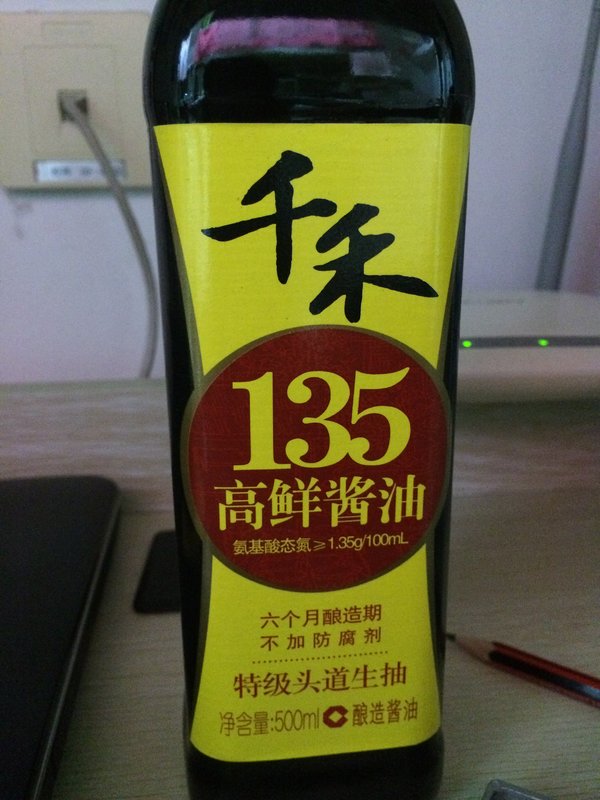 千禾
135
高鲜酱油
氨基酸态氮≥1.35g/100mL
六个月酿造期
不加防腐剂
特级头道生抽
净含量:500ml 酿造酱油